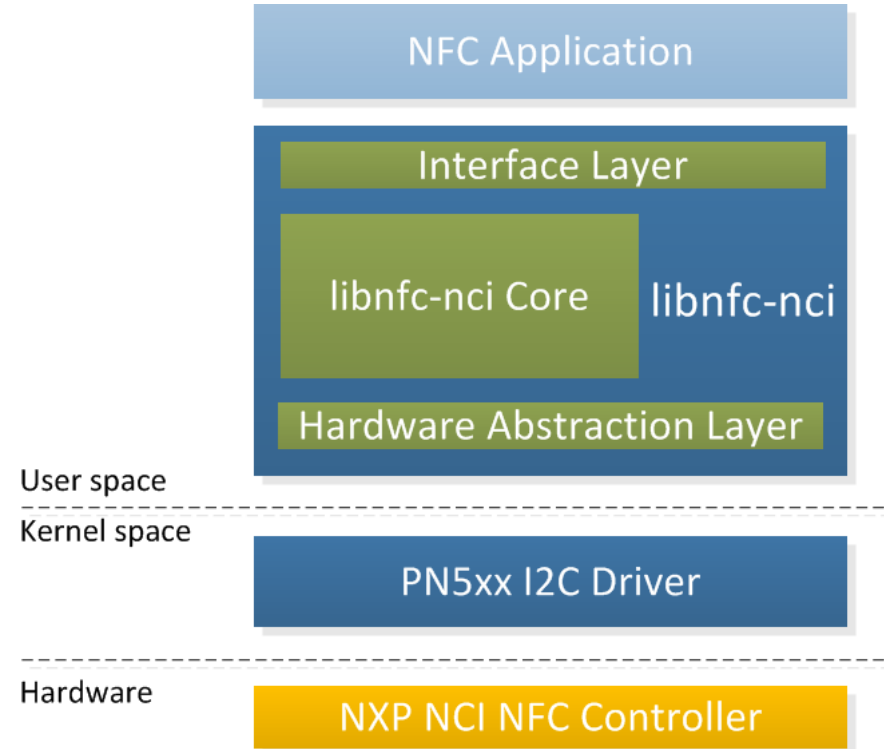 NFC Application
Interface Layer
libnfc-nci Core
libnfc-nci
Hardware Abstraction Layer
User space
Kernel space
PN5xx I2C Driver
Hardware
NXP NCI NFC Controller